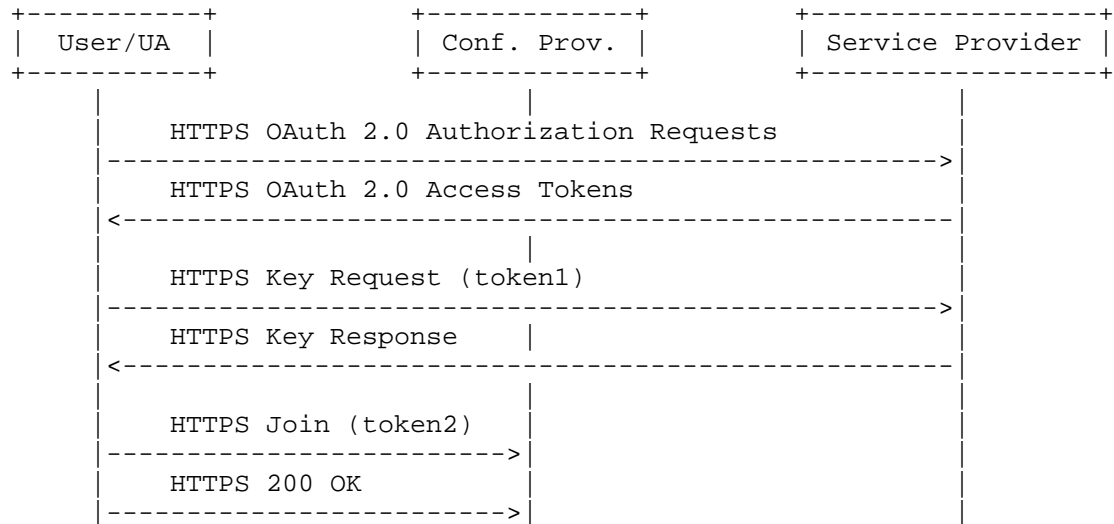 User/UA Conf. Prov. Service Provider
HTTPS OAuth 2.0 Authorization Requests
HTTPS OAuth 2.0 Access Tokens
HTTPS Key Request (token1)
HTTPS Key Response
HTTPS Join (token2)
HTTPS 200 OK